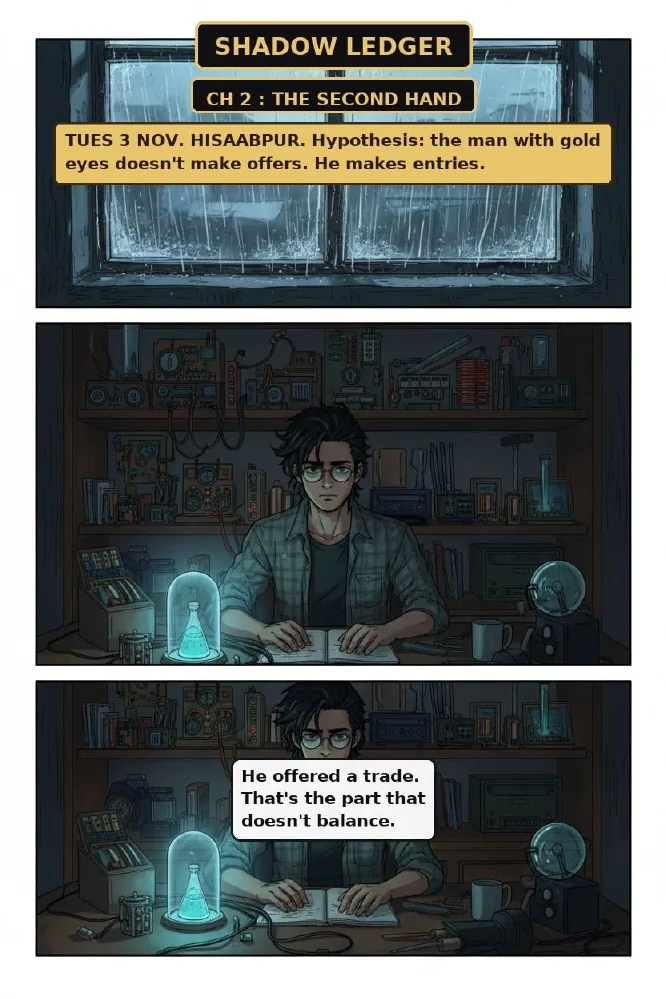 SHADOW LEDGER
CH 2 : THE SECOND HAND
TUES 3 NOV. HISAABPUR. Hypothesis: the man with gold
eyes doesn't make offers. He makes entries.
He offered a trade.
That's the part that
doesn't balance.